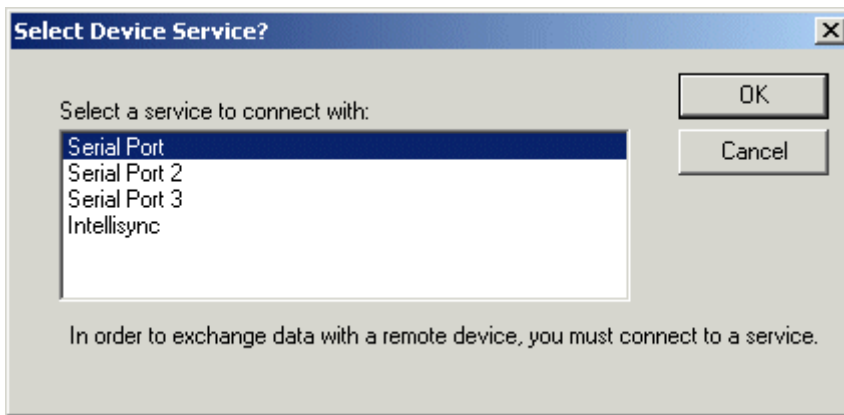 Select Device Service?
Select a service to connect with:
OK
Serial Port
Cancel
Serial Port 2
Serial Port 3
Intellisync
In order to exchange data with a remote device, you must connect to a service.